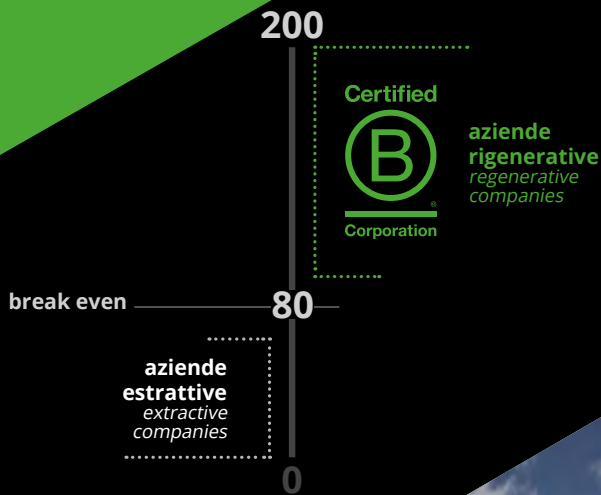 200
Certified
B
®
Corporation
aziende
rigenerative
regenerative
companies
break even
80
aziende
estrattive
extractive
companies
0